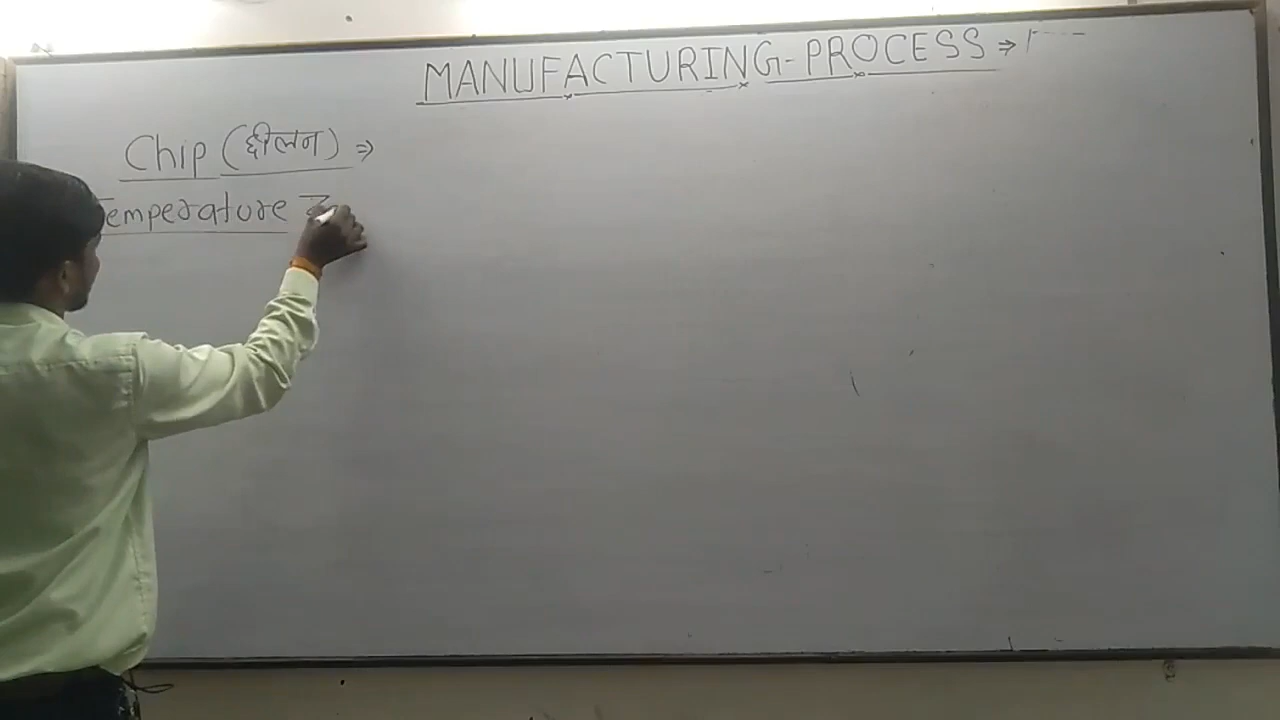 MANUFACTURING-PROCESS ⇒
Chip (छीलन) ⇒
Temperature